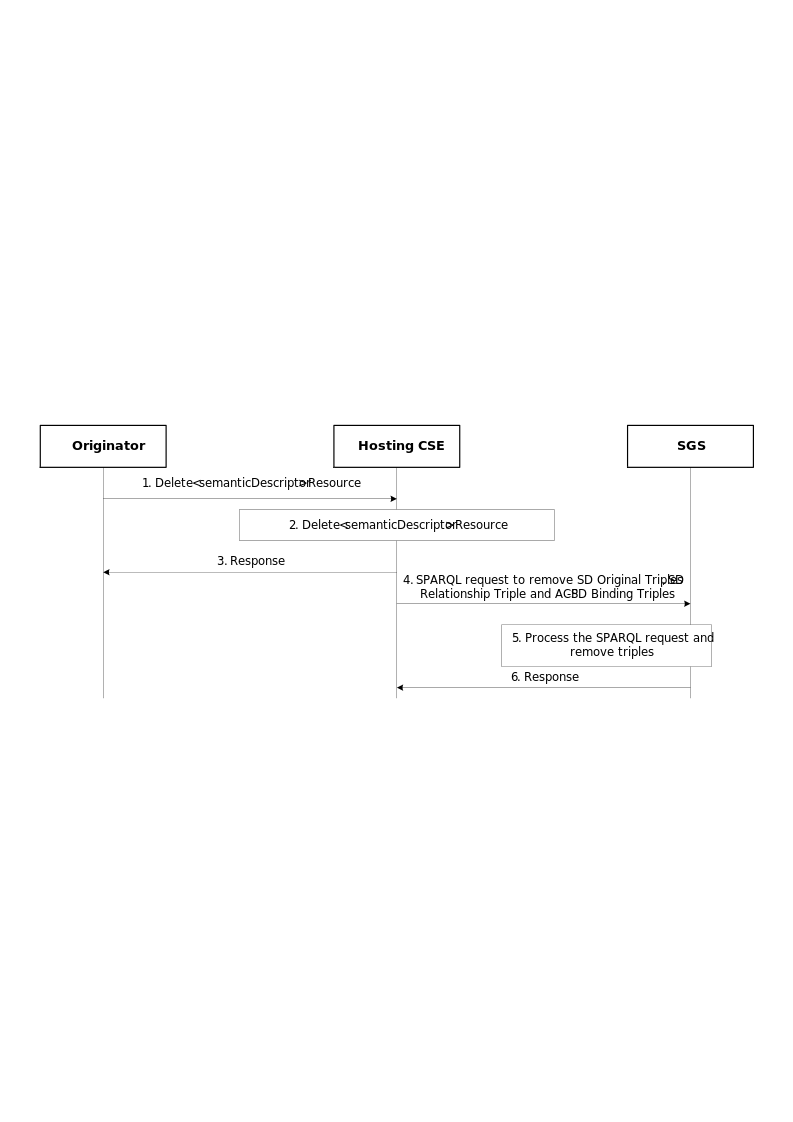 Originator
Hosting CSE
SGS
1. Delete<semanticDescriptor>Resource
2. Delete<semanticDescriptor>Resource
3. Response
4. SPARQL request to remove SD Original Triples, SD
Relationship Triple and ACP-SD Binding Triples
5. Process the SPARQL request and
remove triples
6. Response